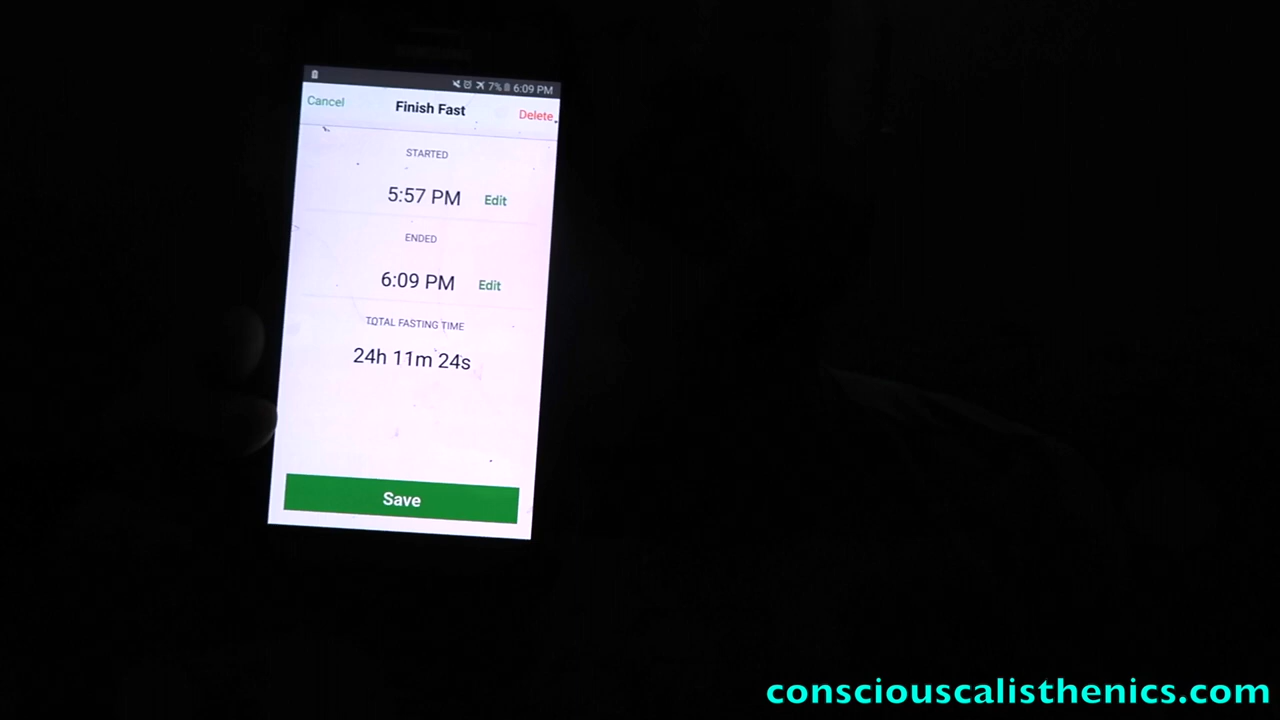 7% 6:09 PM
Cancel Finish Fast Delete
STARTED
5:57 PM Edit
ENDED
6:09 PM Edit
TOTAL FASTING TIME
24h 11m 24s
Save
consciouscalisthenics.com